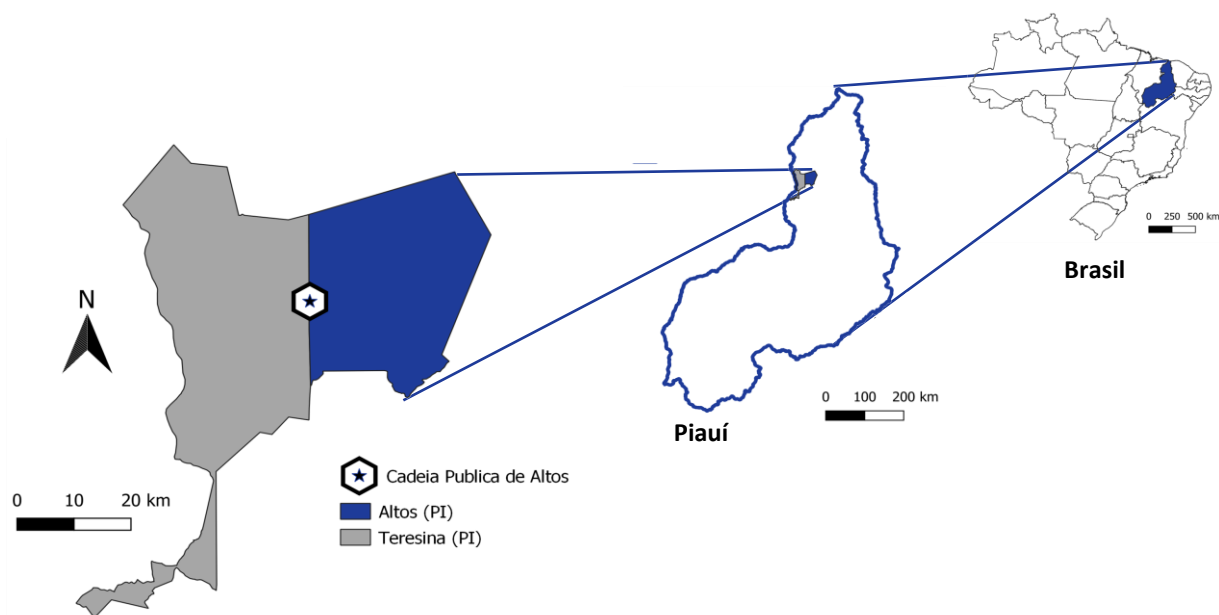 Brasil
0 250 500 km
Piauí
0 100 200 km
N
0 10 20 km
Cadeia Publica de Altos
Altos (PI)
Teresina (PI)